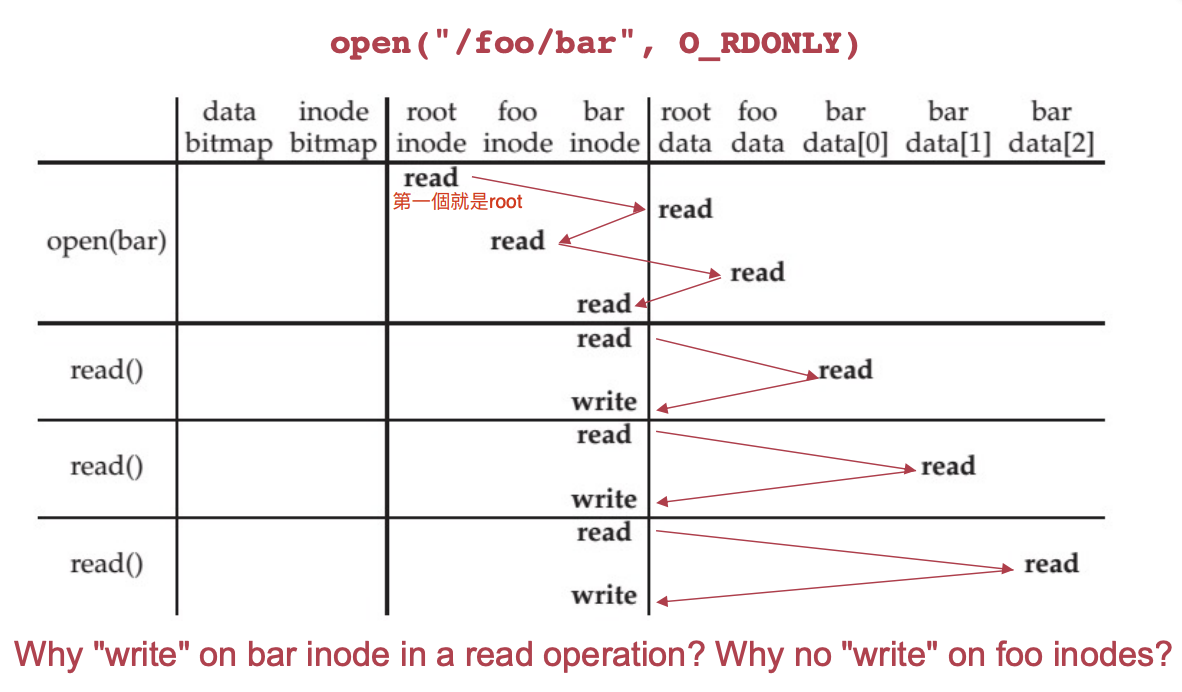 open("/foo/bar", O_RDONLY)
data inode root foo bar root foo bar bar bar
bitmap bitmap inode inode inode data data data[0] data[1] data[2]
read
第一個就是root
read
open(bar) read
read
read
read
read() read
write
read
read() read
write
read
read() read
write
Why "write" on bar inode in a read operation? Why no "write" on foo inodes?